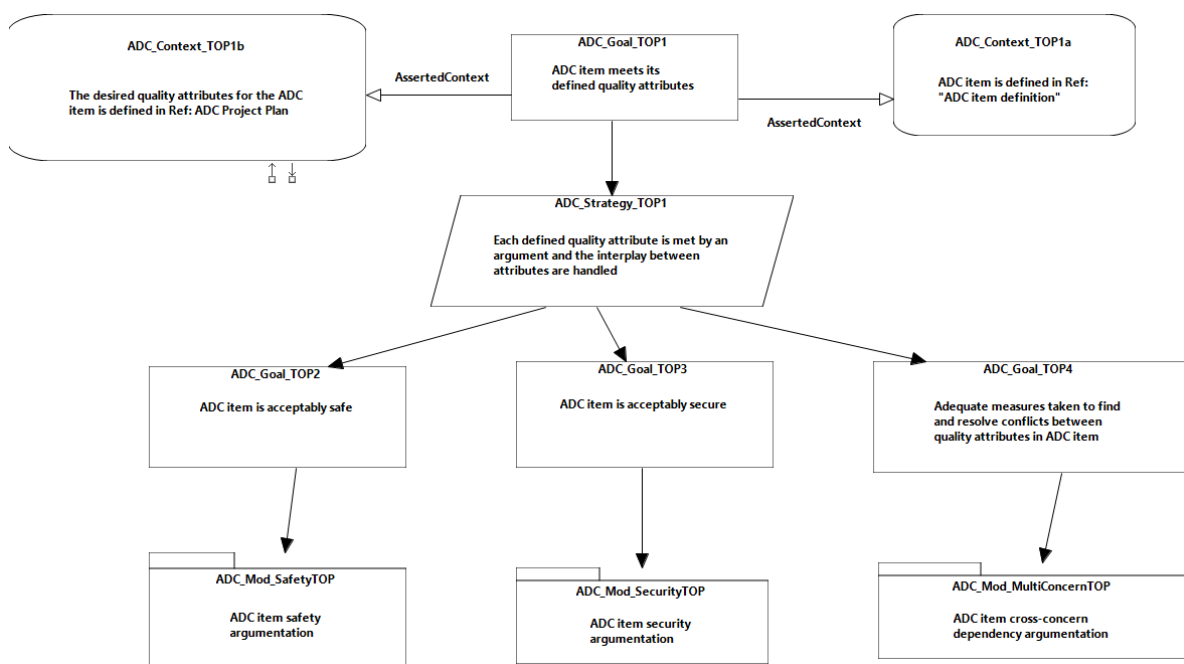 ADC_Context_TOP1b
The desired quality attributes for the ADC
item is defined in Ref: ADC Project Plan
AssertedContext
ADC_Goal_TOP1
ADC item meets its
defined quality attributes
AssertedContext
ADC_Context_TOP1a
ADC item is defined in Ref:
"ADC item definition"
ADC_Strategy_TOP1
Each defined quality attribute is met by an
argument and the interplay between
attributes are handled
ADC_Goal_TOP2
ADC item is acceptably safe
ADC_Goal_TOP3
ADC item is acceptably secure
ADC_Goal_TOP4
Adequate measures taken to find
and resolve conflicts between
quality attributes in ADC item
ADC_Mod_SafetyTOP
ADC item safety
argumentation
ADC_Mod_SecurityTOP
ADC item security
argumentation
ADC_Mod_MultiConcernTOP
ADC item cross-concern
dependency argumentation